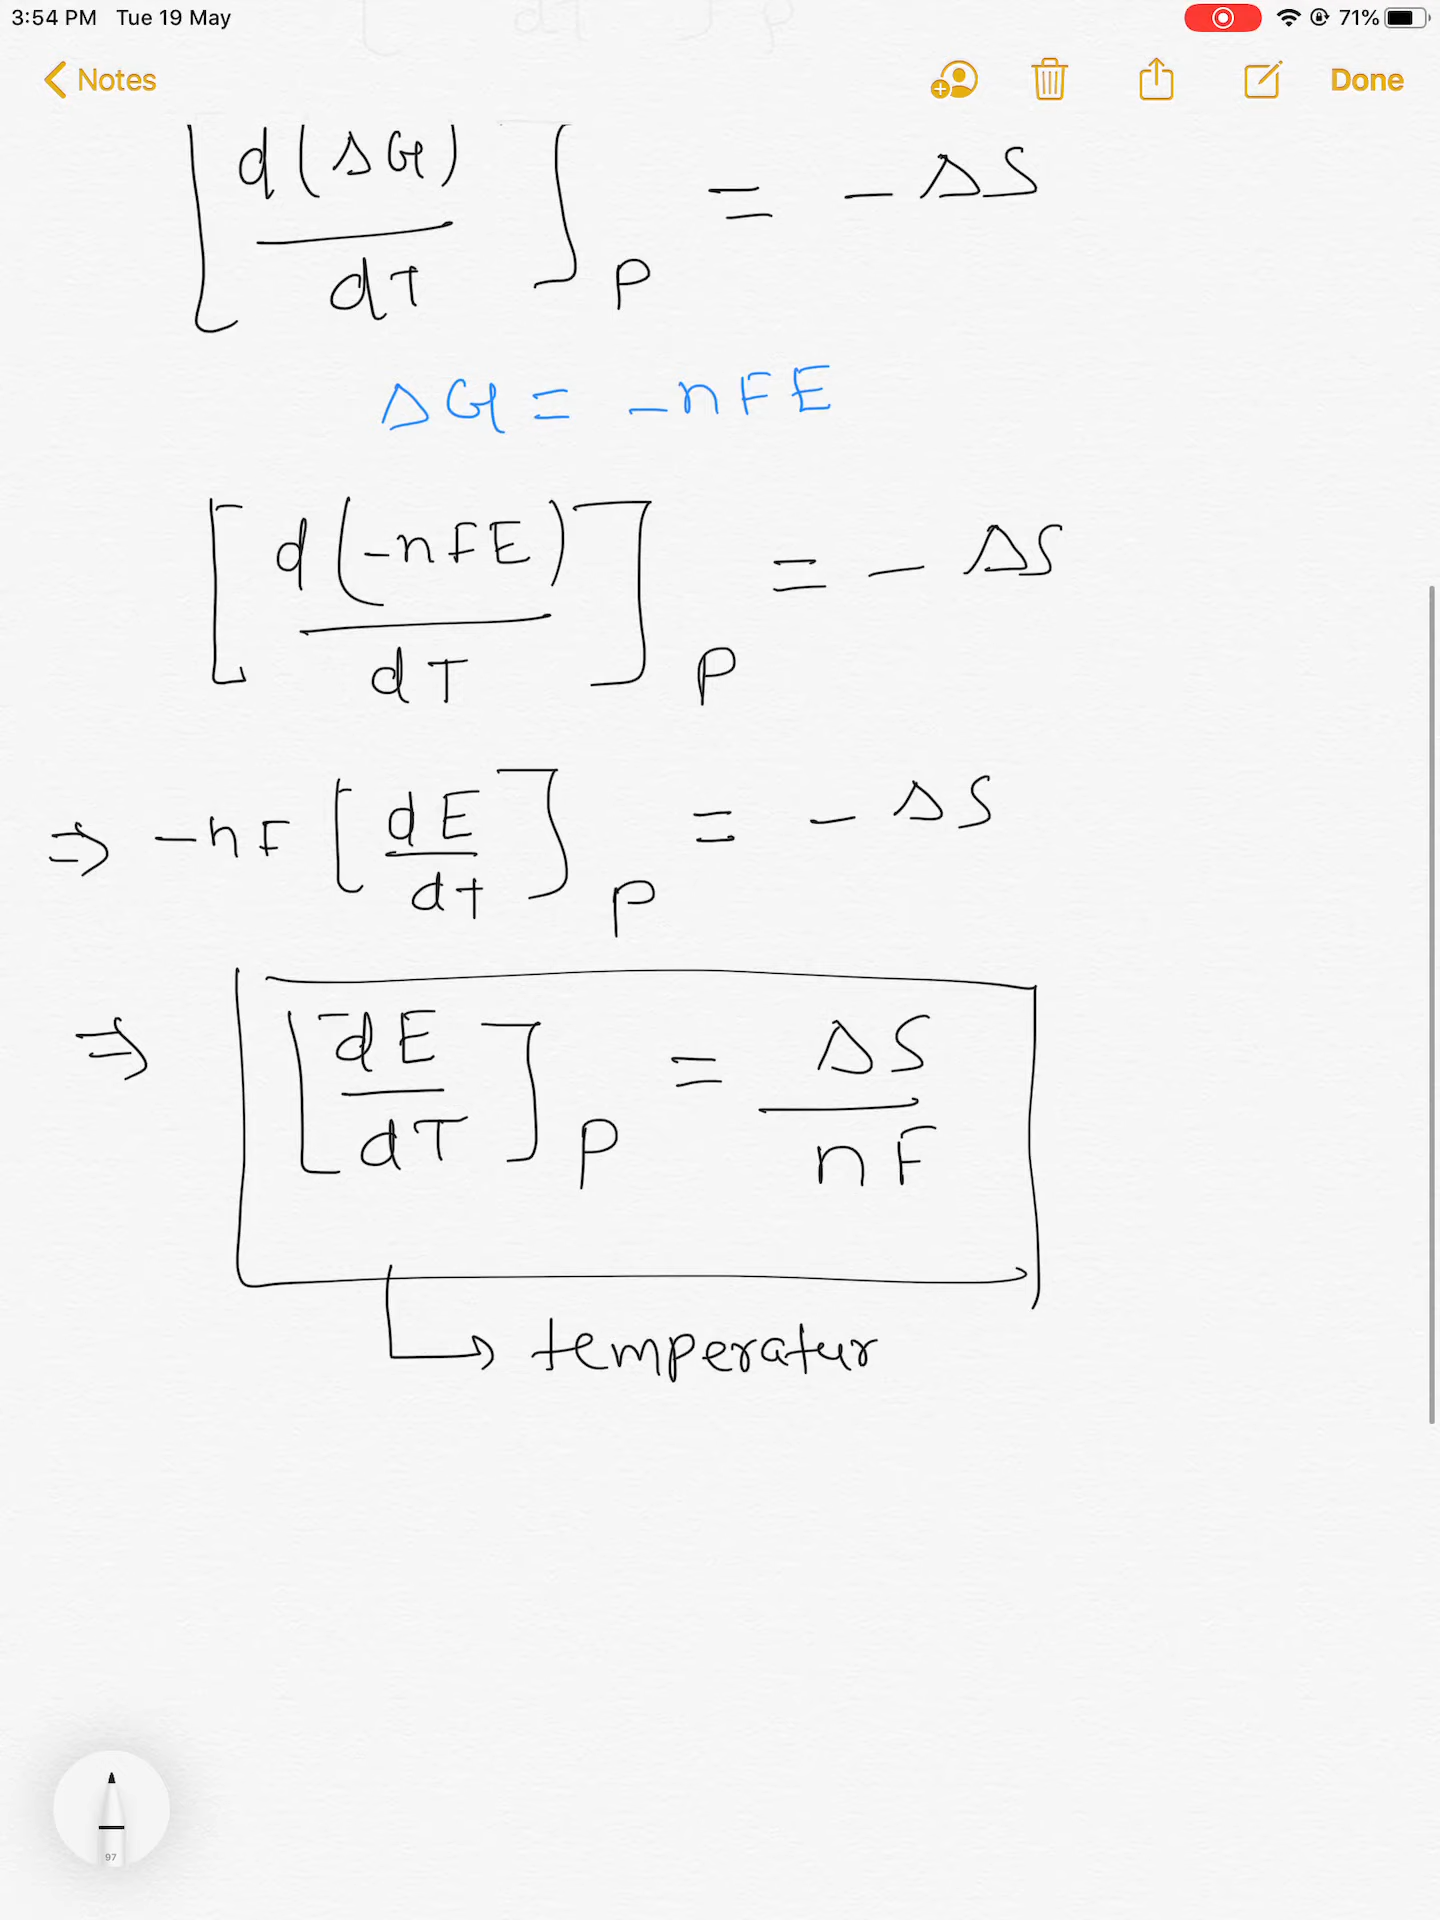 3:54 PM Tue 19 May 71%
Notes Done
[d(ΔG)/dT]P = - ΔS
ΔG = -nFE
[d(-nFE)/dT]P = - ΔS
⇒ -nF [dE/dt]P = - ΔS
⇒ [dE/dT]P = ΔS/nF
↳ temperatur
97